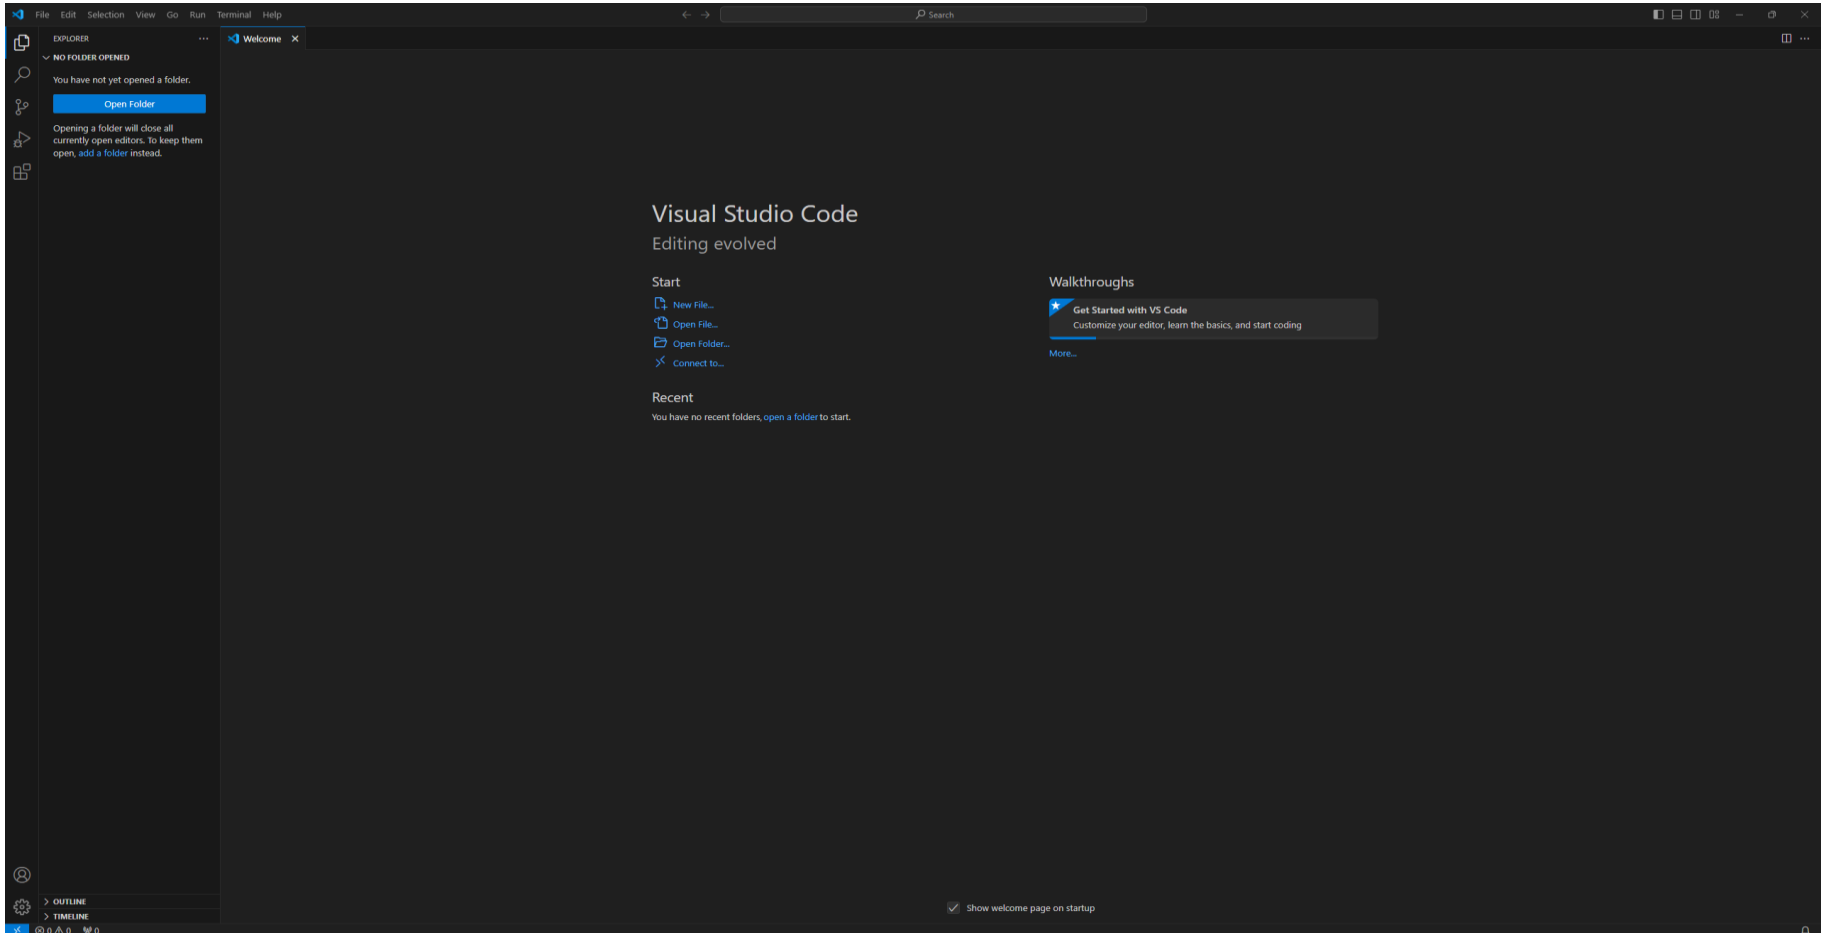 File Edit Selection View Go Run Terminal Help
Search
EXPLORER
Welcome
NO FOLDER OPENED
You have not yet opened a folder.
Open Folder
Opening a folder will close all
currently open editors. To keep them
open, add a folder instead.
Visual Studio Code
Editing evolved
Start
New File...
Open File...
Open Folder...
Connect to...
Recent
You have no recent folders, open a folder to start.
Walkthroughs
Get Started with VS Code
Customize your editor, learn the basics, and start coding
More...
OUTLINE
TIMELINE
Show welcome page on startup
0 0 0